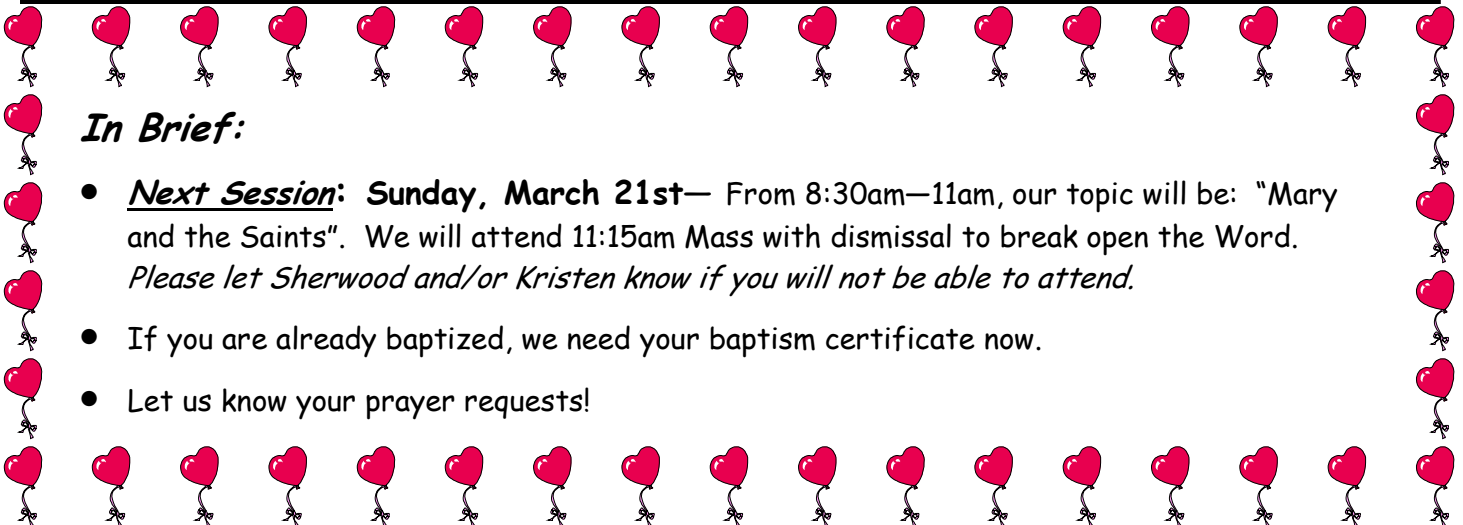 In Brief:
● Next Session: Sunday, March 21st— From 8:30am—11am, our topic will be: “Mary
and the Saints”. We will attend 11:15am Mass with dismissal to break open the Word.
Please let Sherwood and/or Kristen know if you will not be able to attend.
● If you are already baptized, we need your baptism certificate now.
● Let us know your prayer requests!